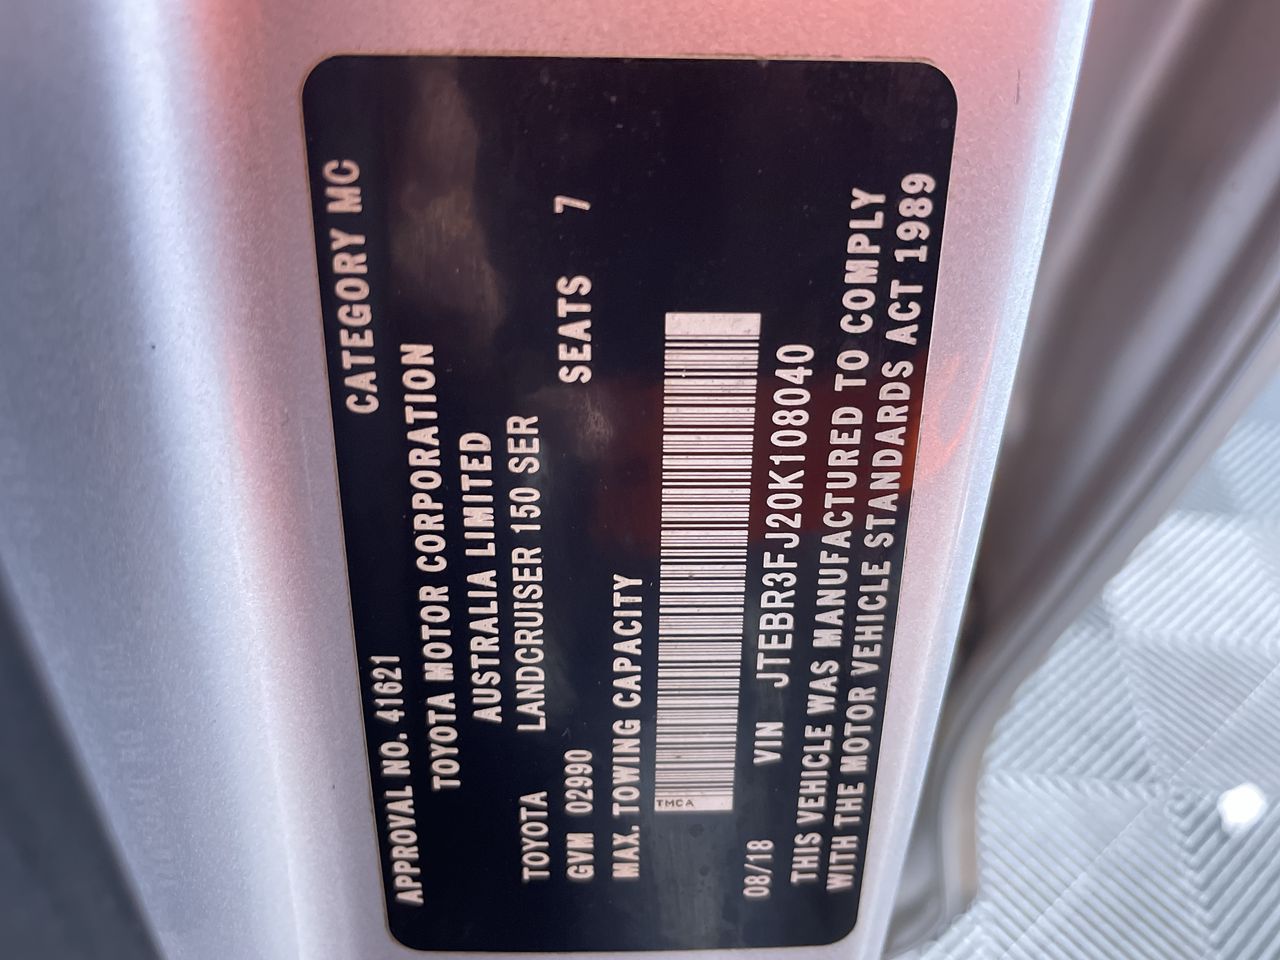 APPROVAL NO. 41621 CATEGORY MC
TOYOTA MOTOR CORPORATION
AUSTRALIA LIMITED
TOYOTA LANDCRUISER 150 SER
GVM 02990 SEATS 7
MAX. TOWING CAPACITY
TMCA
08/18 VIN JTEBR3FJ20K108040
THIS VEHICLE WAS MANUFACTURED TO COMPLY
WITH THE MOTOR VEHICLE STANDARDS ACT 1989